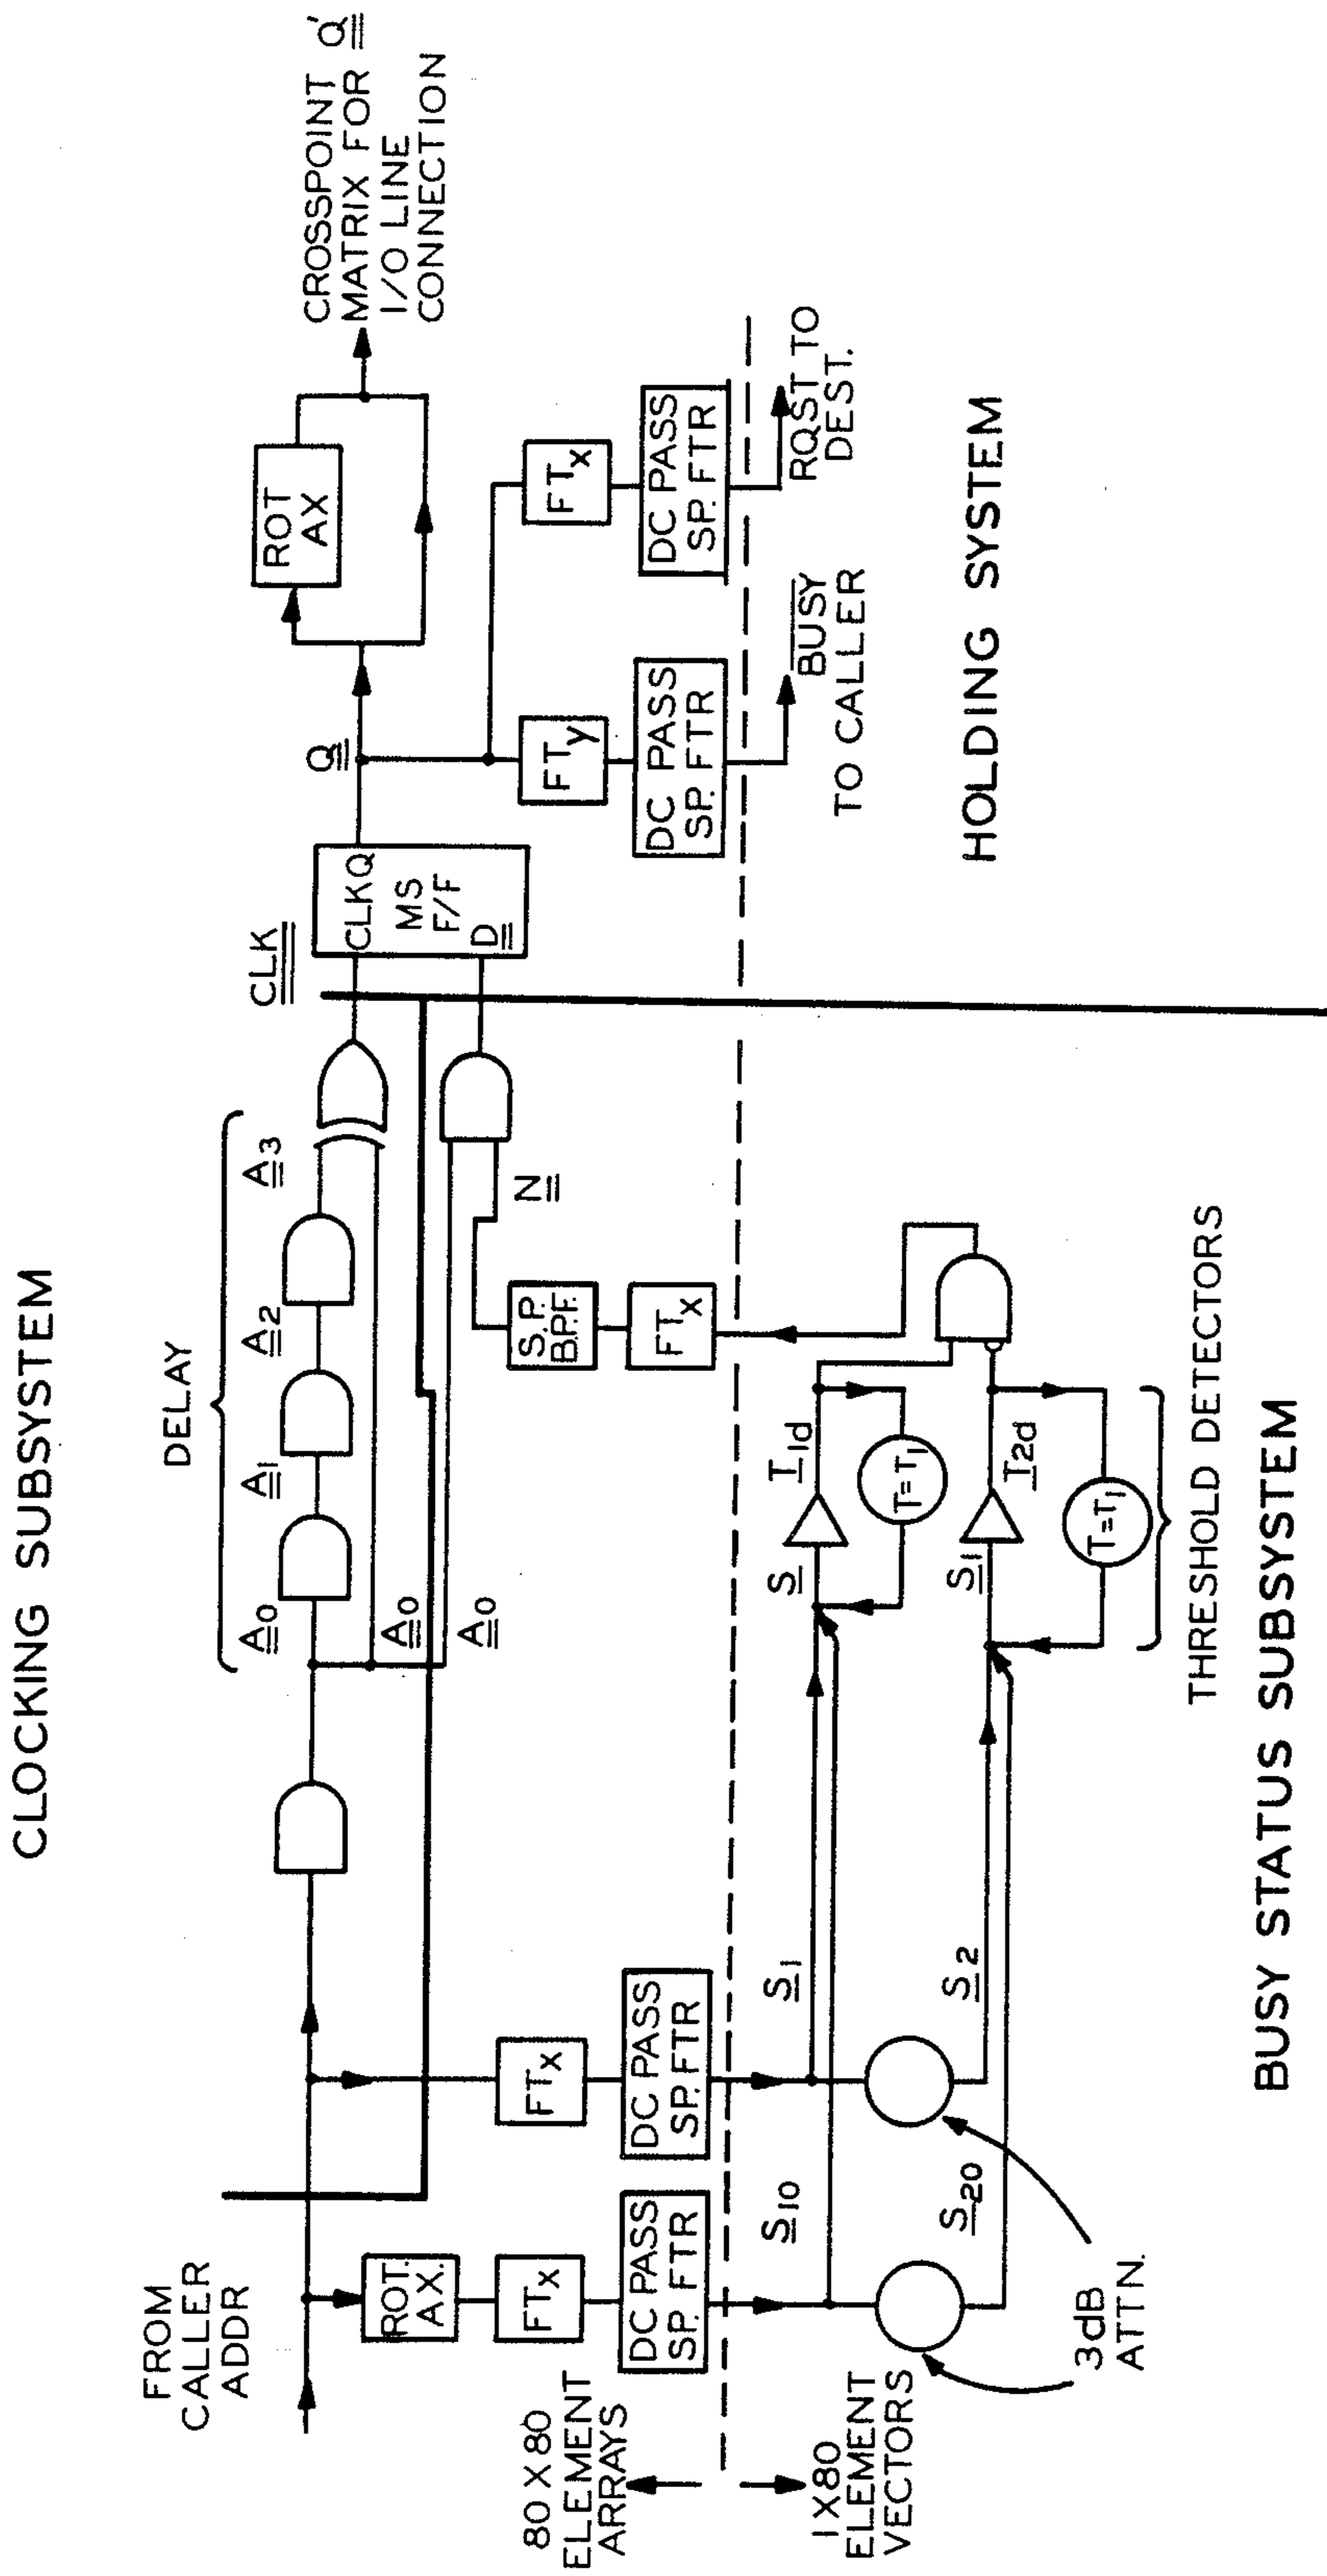 CLOCKING SUBSYSTEM
DELAY
A0
A1
A2
A3
A0
A0
CLK
FROM
CALLER
ADDR
ROT.
AX.
FTx
DC PASS
SP. FTR
FTx
DC PASS
SP. FTR
80 X 80
ELEMENT
ARRAYS
1 X 80
ELEMENT
VECTORS
S10
S1
S20
S2
3dB
ATTN.
S
I1d
T=T1
S1
I2d
T=T1
THRESHOLD DETECTORS
FTx
S.P.
B.P.F.
N
BUSY STATUS SUBSYSTEM
CLKQ
MS
F/F
D
Q
ROT
AX
CROSSPOINT Q'
MATRIX FOR
I/O LINE
CONNECTION
FTy
DC PASS
SP. FTR
FTx
DC PASS
SP. FTR
BUSY
TO CALLER
RQST TO
DEST.
HOLDING SYSTEM